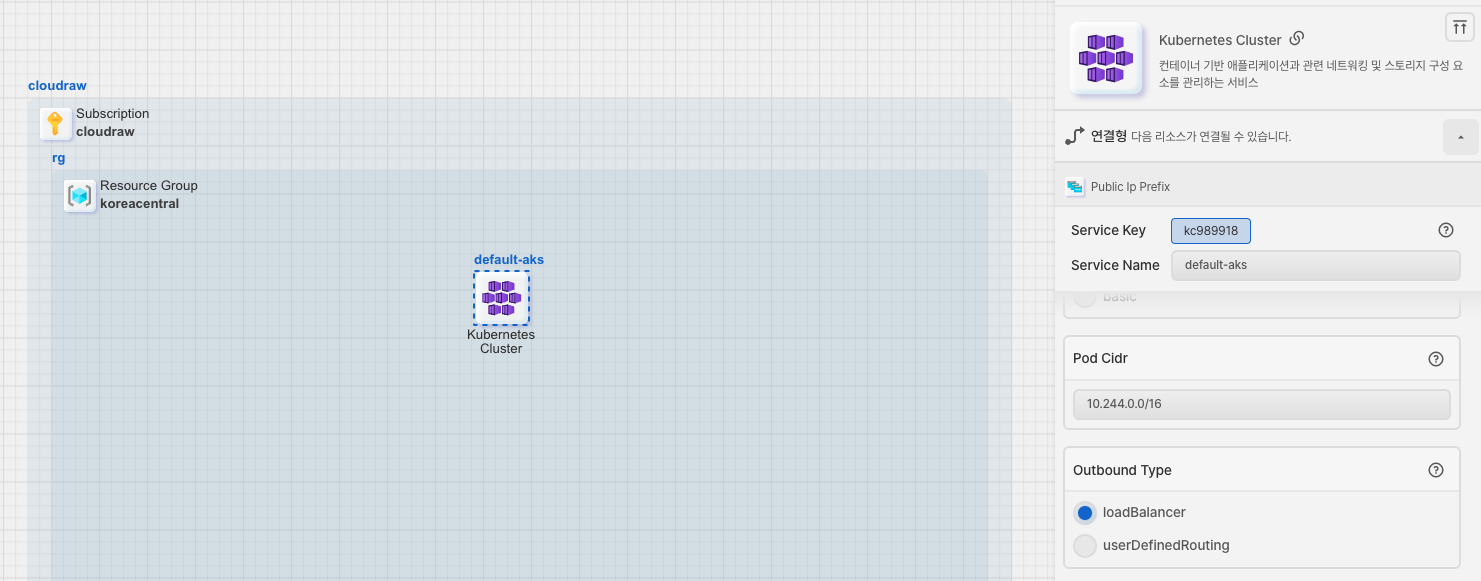 cloudraw
Subscription
cloudraw
rg
Resource Group
koreacentral
default-aks
Kubernetes
Cluster
Kubernetes Cluster
컨테이너 기반 애플리케이션과 관련 네트워킹 및 스토리지 구성 요
소를 관리하는 서비스
연결형 다음 리소스가 연결될 수 있습니다.
Public Ip Prefix
Service Key kc989918
Service Name default-aks
basic
Pod Cidr
10.244.0.0/16
Outbound Type
loadBalancer
userDefinedRouting